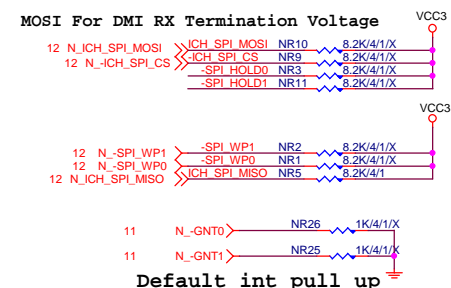 MOSI For DMI RX Termination Voltage
VCC3
12 N_ICH_SPI_MOSI ICH_SPI_MOSI NR10 8.2K/4/1/X
12 N_-ICH_SPI_CS -ICH_SPI_CS NR9 8.2K/4/1/X
-SPI_HOLD0 NR3 8.2K/4/1/X
-SPI_HOLD1 NR11 8.2K/4/1/X
VCC3
12 N_-SPI_WP1 -SPI_WP1 NR2 8.2K/4/1/X
12 N_-SPI_WP0 -SPI_WP0 NR1 8.2K/4/1/X
12 N_ICH_SPI_MISO ICH_SPI_MISO NR5 8.2K/4/1
11 N_-GNT0 NR26 1K/4/1/X
11 N_-GNT1 NR25 1K/4/1/X
Default int pull up